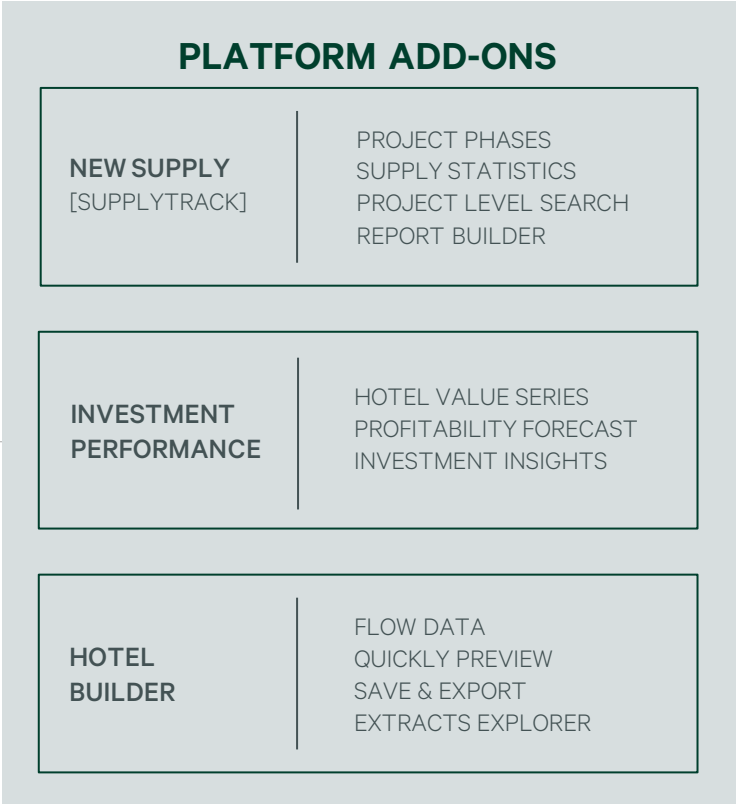 PLATFORM ADD-ONS
NEW SUPPLY
[SUPPLYTRACK]
PROJECT PHASES
SUPPLY STATISTICS
PROJECT LEVEL SEARCH
REPORT BUILDER
INVESTMENT
PERFORMANCE
HOTEL VALUE SERIES
PROFITABILITY FORECAST
INVESTMENT INSIGHTS
HOTEL
BUILDER
FLOW DATA
QUICKLY PREVIEW
SAVE & EXPORT
EXTRACTS EXPLORER